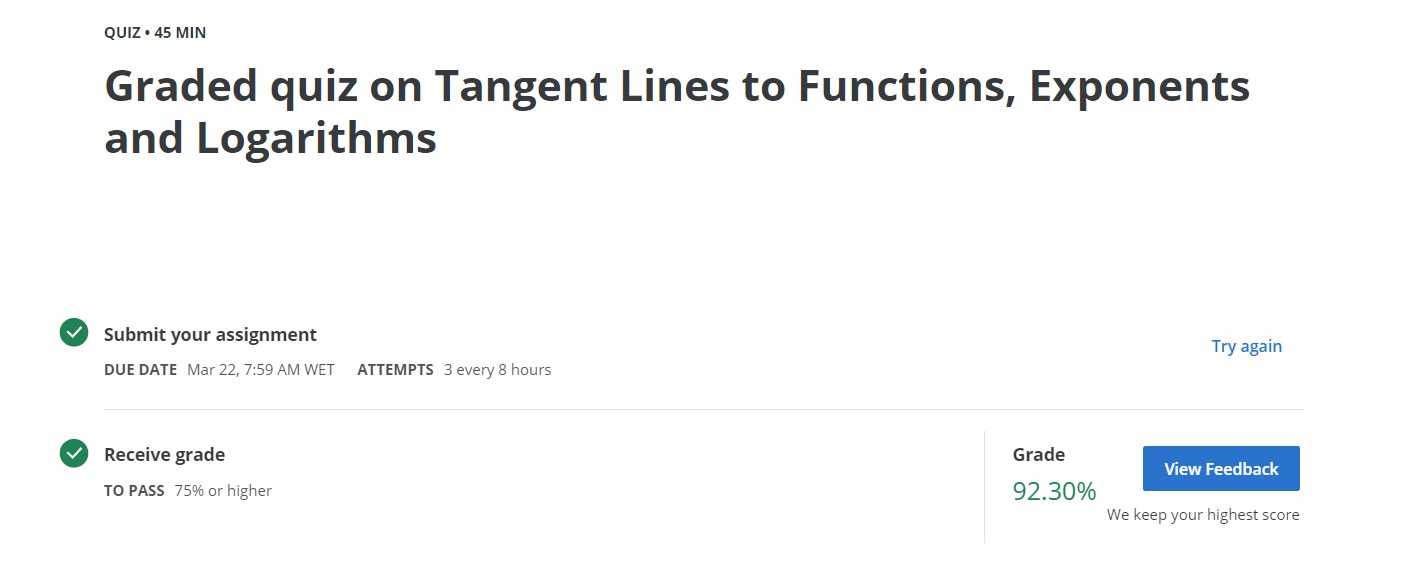 QUIZ • 45 MIN
Graded quiz on Tangent Lines to Functions, Exponents
and Logarithms
Submit your assignment
DUE DATE Mar 22, 7:59 AM WET ATTEMPTS 3 every 8 hours
Try again
Receive grade
TO PASS 75% or higher
Grade
92.30%
View Feedback
We keep your highest score